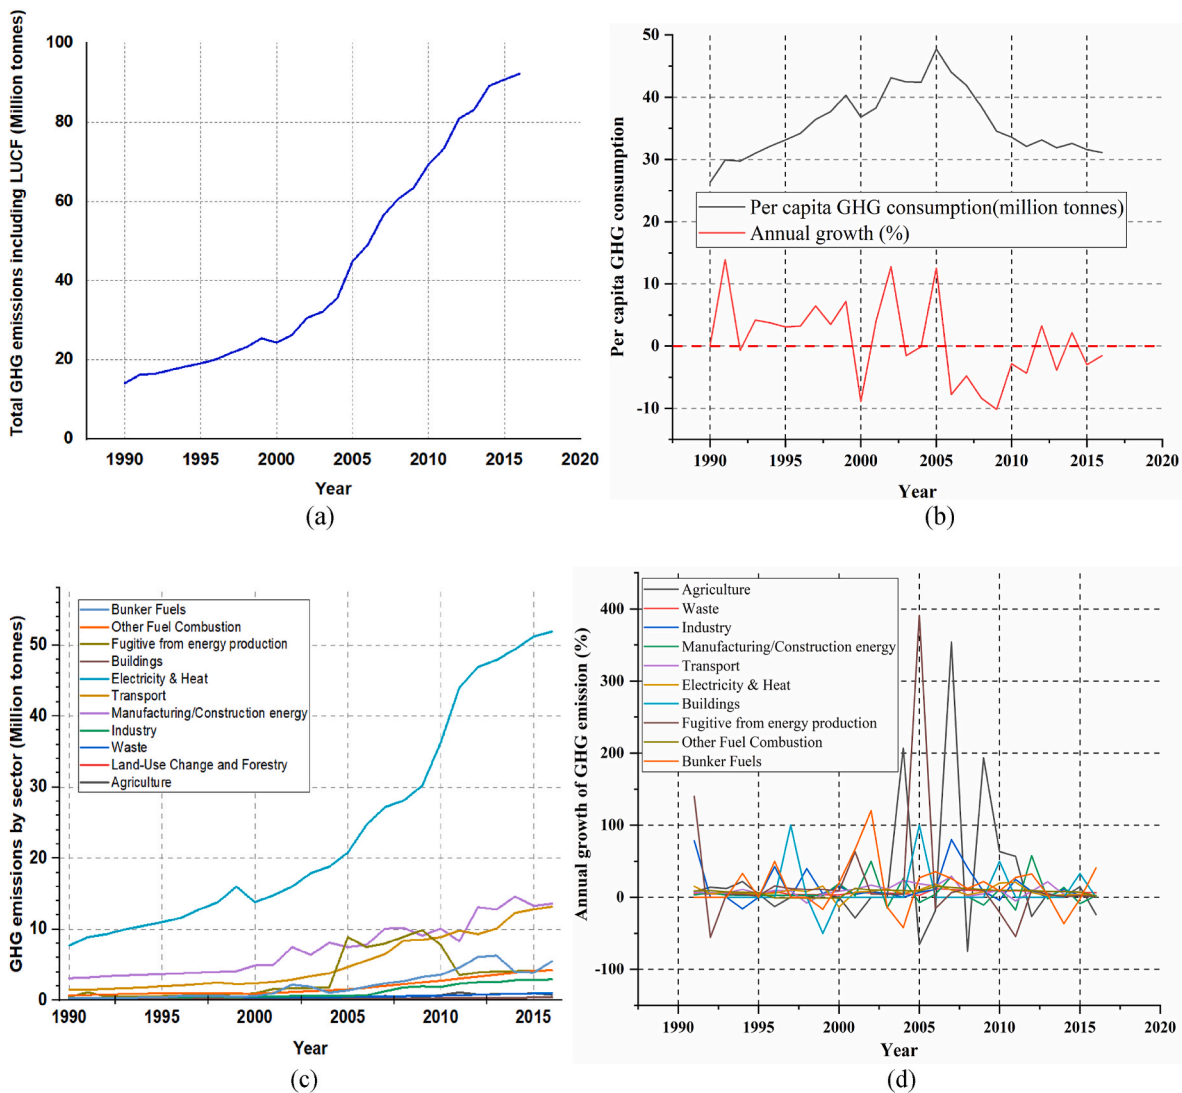 Total GHG emissions including LUCF (Million tonnes)
100
80
60
40
20
0
1990 1995 2000 2005 2010 2015 2020
Year
(a)
Per capita GHG consumption
50
40
30
20
10
0
-10
Per capita GHG consumption(million tonnes)
Annual growth (%)
1990 1995 2000 2005 2010 2015 2020
Year
(b)
GHG emissions by sector (Million tonnes)
50
40
30
20
10
0
Bunker Fuels
Other Fuel Combustion
Fugitive from energy production
Buildings
Electricity & Heat
Transport
Manufacturing/Construction energy
Industry
Waste
Land-Use Change and Forestry
Agriculture
1990 1995 2000 2005 2010 2015
Year
(c)
Annual growth of GHG emission (%)
400
300
200
100
0
-100
Agriculture
Waste
Industry
Manufacturing/Construction energy
Transport
Electricity & Heat
Buildings
Fugitive from energy production
Other Fuel Combustion
Bunker Fuels
1990 1995 2000 2005 2010 2015 2020
Year
(d)